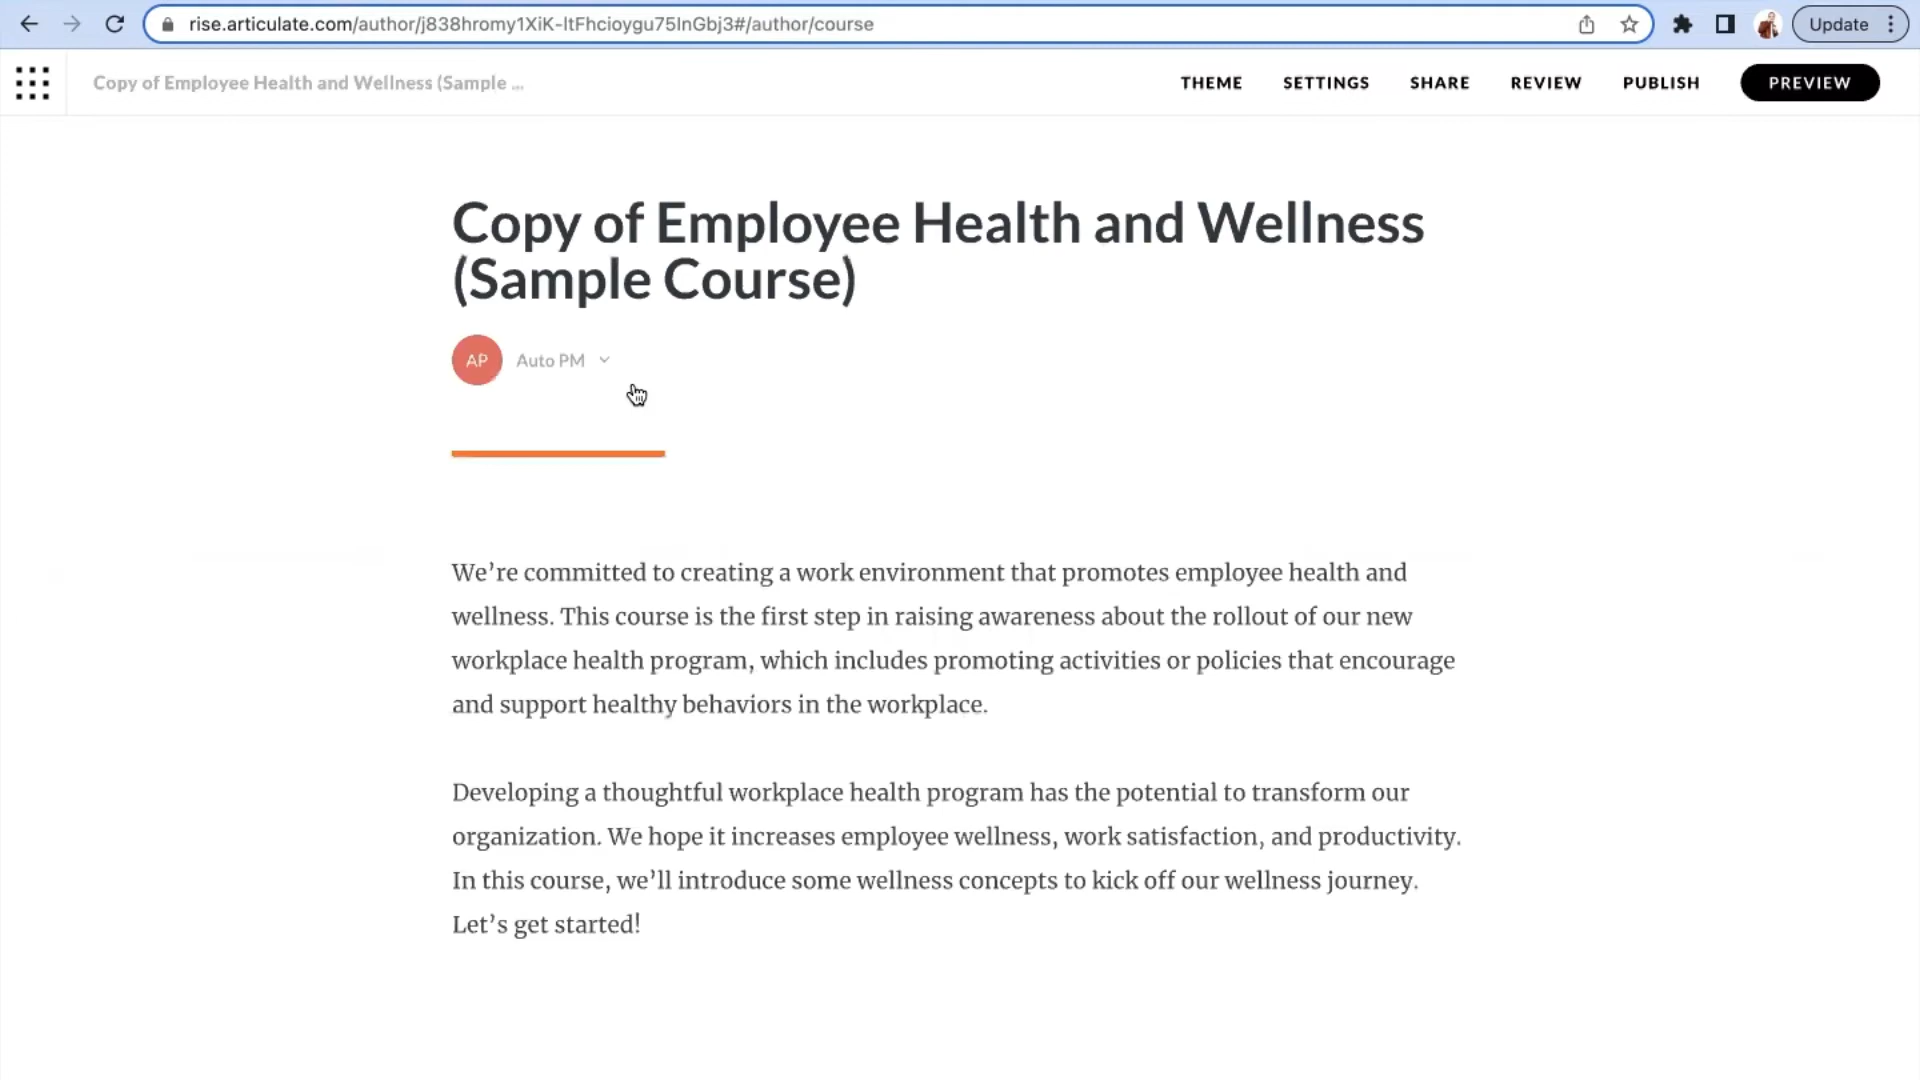 rise.articulate.com/author/j838hromy1XiK-ltFhcioygu75lnGbj3#/author/course
Update
Copy of Employee Health and Wellness (Sample ...
THEME
SETTINGS
SHARE
REVIEW
PUBLISH
PREVIEW
Copy of Employee Health and Wellness
(Sample Course)
AP
Auto PM
We’re committed to creating a work environment that promotes employee health and
wellness. This course is the first step in raising awareness about the rollout of our new
workplace health program, which includes promoting activities or policies that encourage
and support healthy behaviors in the workplace.
Developing a thoughtful workplace health program has the potential to transform our
organization. We hope it increases employee wellness, work satisfaction, and productivity.
In this course, we’ll introduce some wellness concepts to kick off our wellness journey.
Let’s get started!